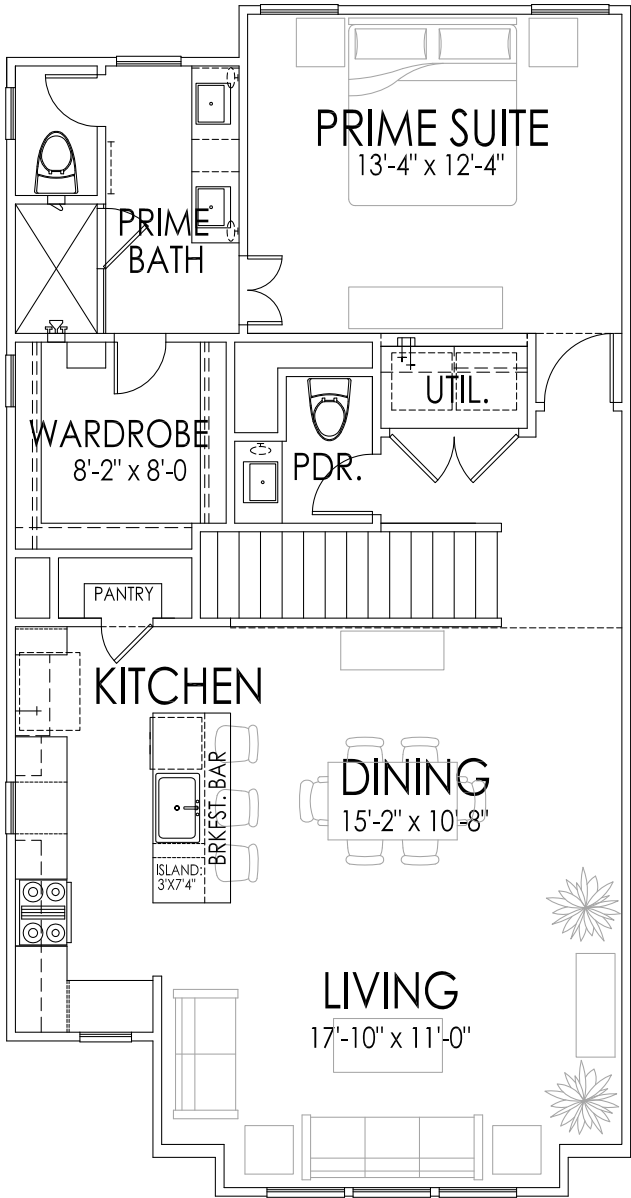 PRIME SUITE
13'-4" x 12'-4"
PRIME
BATH
UTIL.
WARDROBE
8'-2" x 8'-0
PDR.
PANTRY
KITCHEN
BRKFST. BAR
DINING
15'-2" x 10'-8"
ISLAND:
3'X7'4"
LIVING
17'-10" x 11'-0"